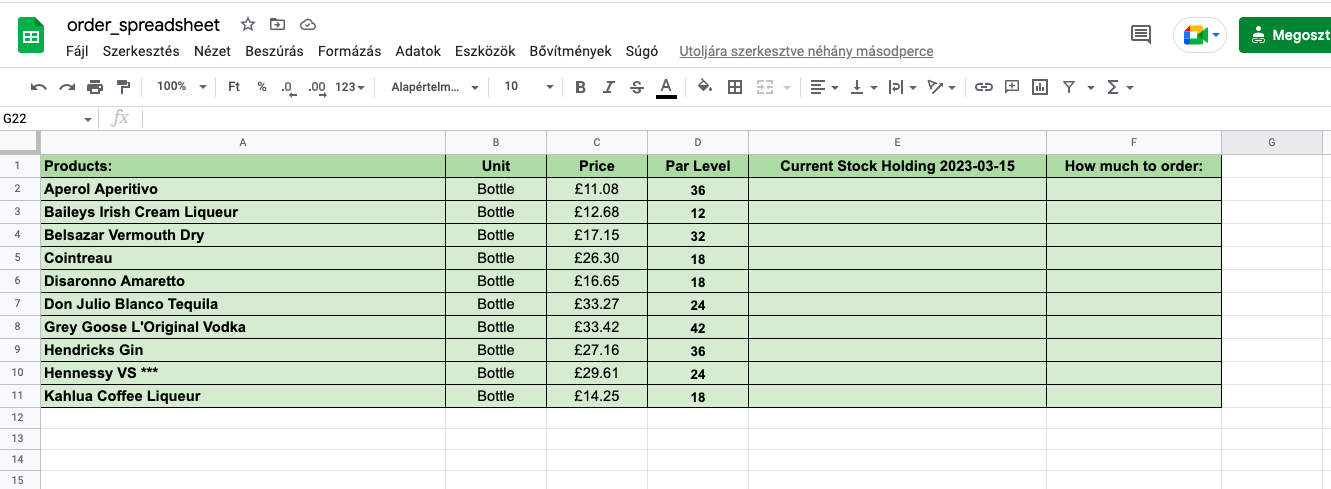 order_spreadsheet
Fájl Szerkesztés Nézet Beszúrás Formázás Adatok Eszközök Bővítmények Súgó Utoljára szerkesztve néhány másodperce
Megoszt
100% Ft % .0 .00 123 Alapértelm... 10 B I S A
G22 fx
A B C D E F G
1 Products: Unit Price Par Level Current Stock Holding 2023-03-15 How much to order:
2 Aperol Aperitivo Bottle £11.08 36
3 Baileys Irish Cream Liqueur Bottle £12.68 12
4 Belsazar Vermouth Dry Bottle £17.15 32
5 Cointreau Bottle £26.30 18
6 Disaronno Amaretto Bottle £16.65 18
7 Don Julio Blanco Tequila Bottle £33.27 24
8 Grey Goose L'Original Vodka Bottle £33.42 42
9 Hendricks Gin Bottle £27.16 36
10 Hennessy VS *** Bottle £29.61 24
11 Kahlua Coffee Liqueur Bottle £14.25 18
12
13
14
15